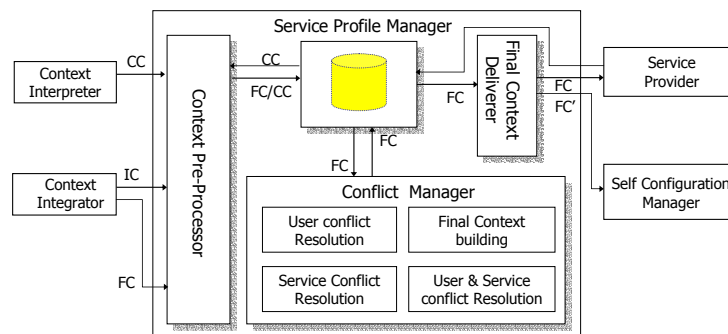 Service Profile Manager
Context
Interpreter
CC
Context
Integrator
IC
FC
Context Pre-Processor
CC
FC/CC
FC
Final Context
Deliverer
FC
FC'
Service
Provider
Self Configuration
Manager
FC
FC
Conflict Manager
User conflict
Resolution
Final Context
building
Service Conflict
Resolution
User & Service
conflict Resolution